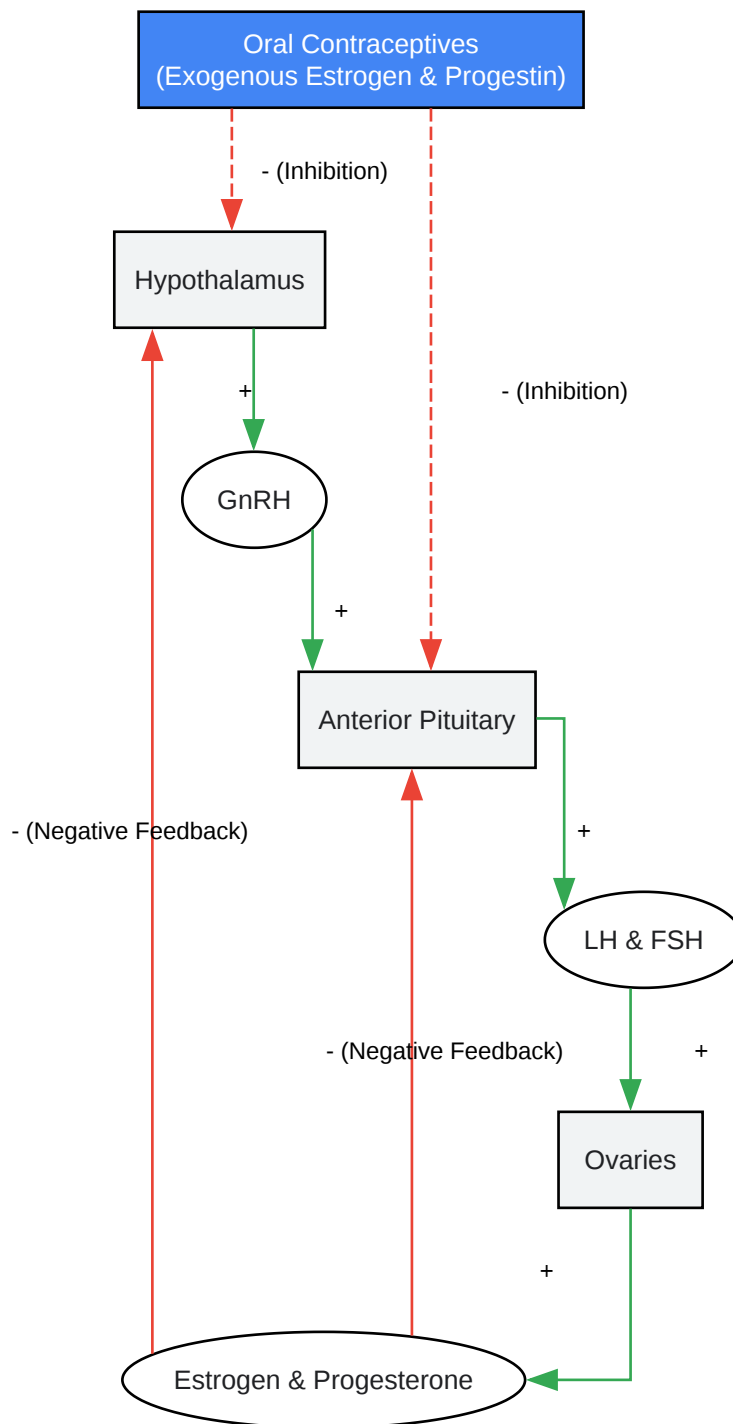 Oral Contraceptives
(Exogenous Estrogen & Progestin)
- (Inhibition)
Hypothalamus
+
- (Inhibition)
GnRH
+
Anterior Pituitary
- (Negative Feedback)
+
LH & FSH
- (Negative Feedback)
+
Ovaries
+
Estrogen & Progesterone